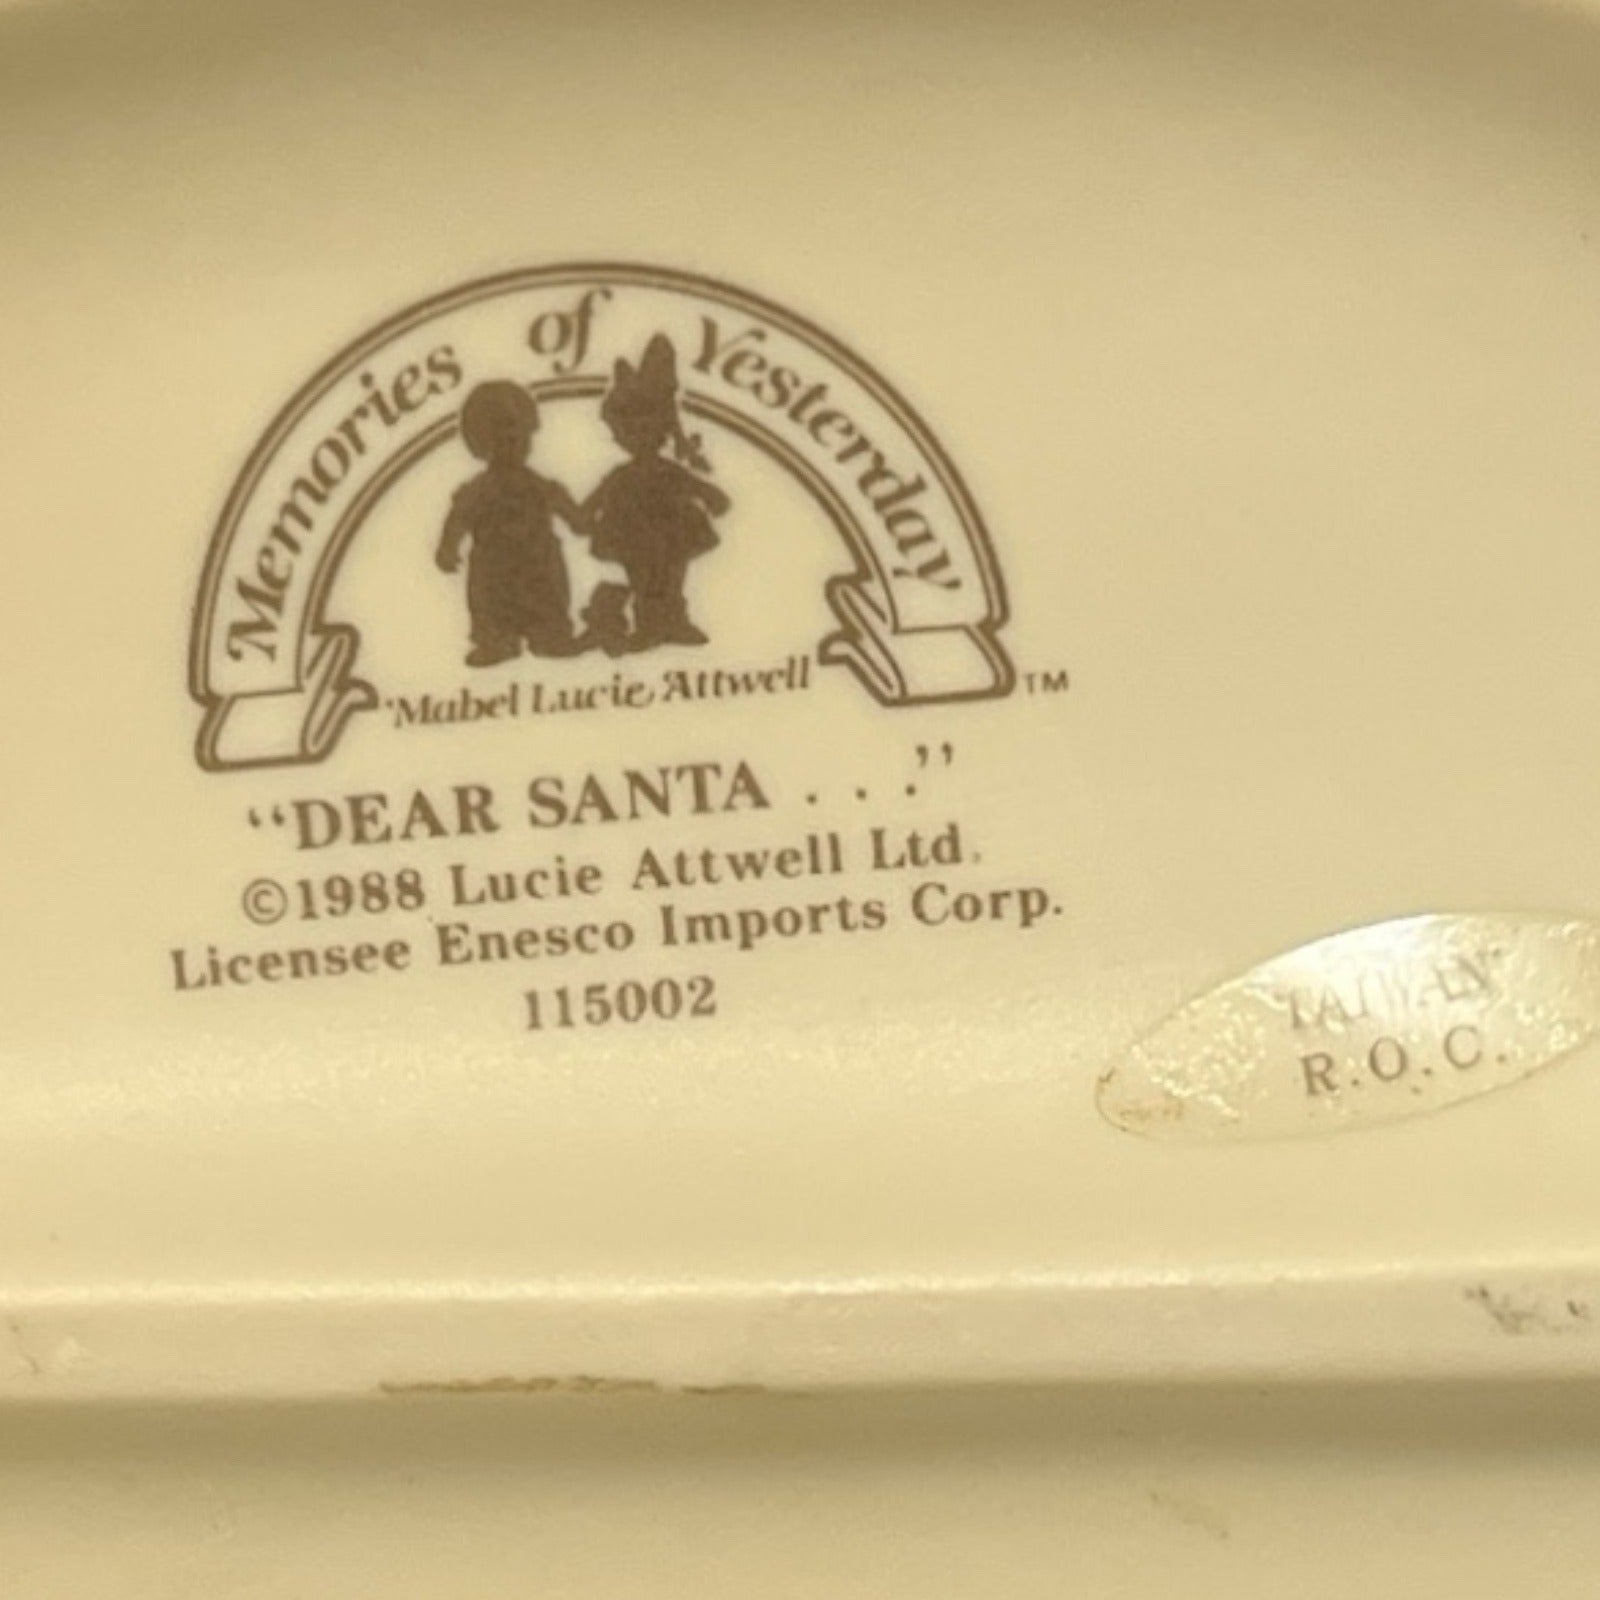 Memories of Yesterday
Mabel Lucie Attwell TM
“DEAR SANTA . . .”
©1988 Lucie Attwell Ltd.
Licensee Enesco Imports Corp.
115002
TAIWAN
R.O.C.